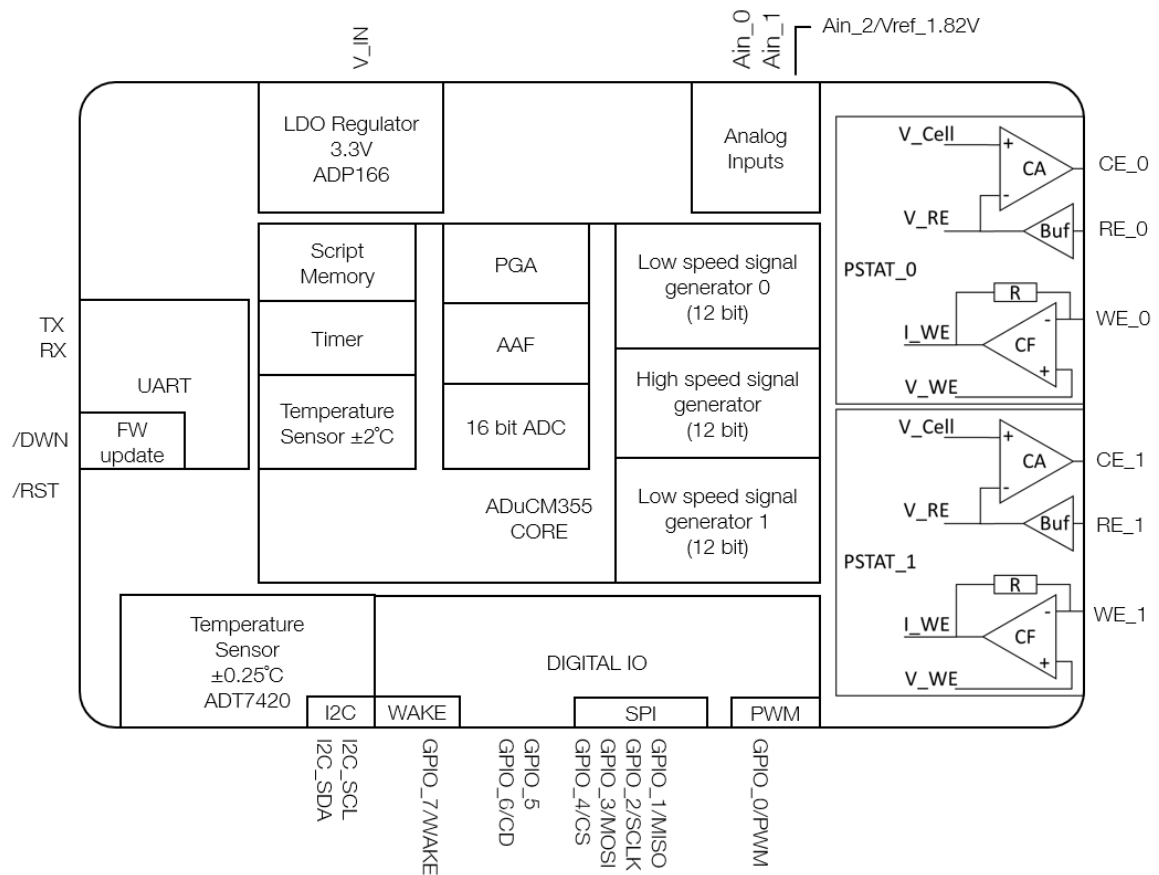 V_IN
Ain_0
Ain_1
Ain_2/Vref_1.82V
LDO Regulator
3.3V
ADP166
Analog
Inputs
Script
Memory
Timer
Temperature
Sensor ±2°C
PGA
AAF
16 bit ADC
Low speed signal
generator 0
(12 bit)
High speed signal
generator
(12 bit)
Low speed signal
generator 1
(12 bit)
ADuCM355
CORE
TX
RX
UART
/DWN
FW
update
/RST
V_Cell
+
CA
-
CE_0
V_RE
Buf
RE_0
PSTAT_0
R
I_WE
-
CF
+
WE_0
V_WE
V_Cell
+
CA
-
CE_1
V_RE
Buf
RE_1
PSTAT_1
R
I_WE
-
CF
+
WE_1
V_WE
Temperature
Sensor
±0.25°C
ADT7420
DIGITAL IO
I2C
WAKE
SPI
PWM
I2C_SDA
I2C_SCL
GPIO_7/WAKE
GPIO_6/CD
GPIO_5
GPIO_4/CS
GPIO_3/MOSI
GPIO_2/SCLK
GPIO_1/MISO
GPIO_0/PWM